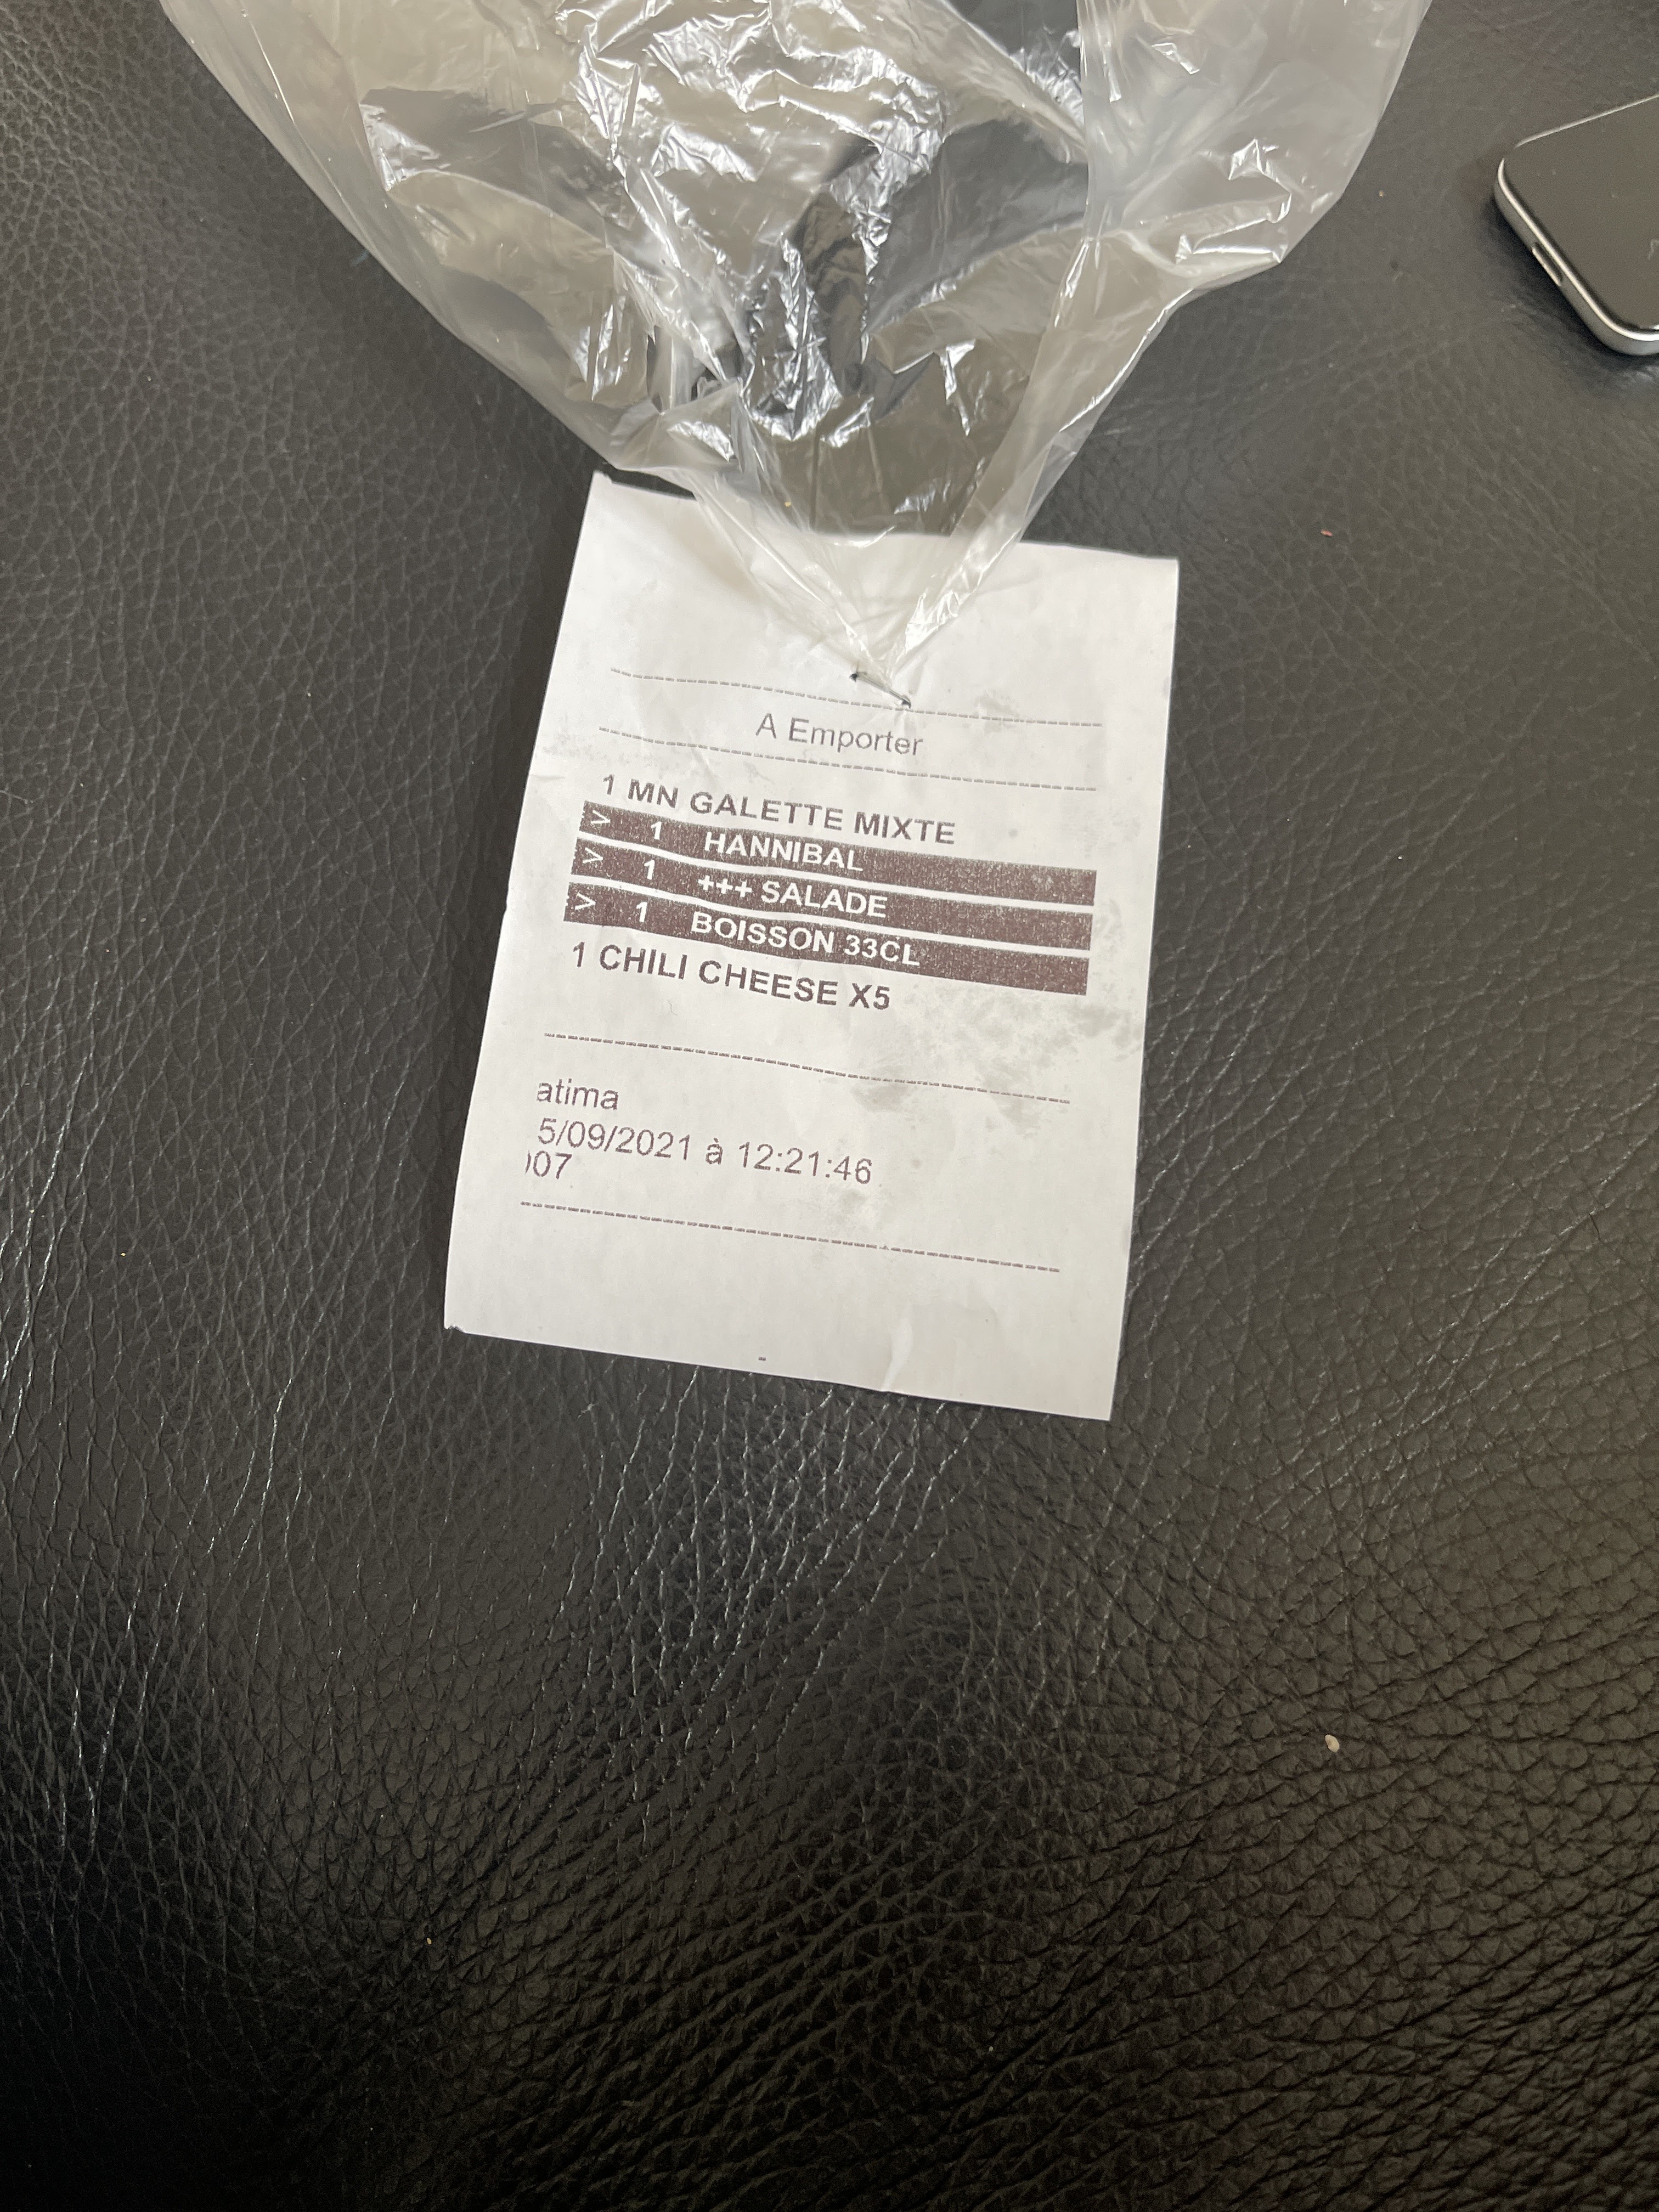 A Emporter
1 MN GALETTE MIXTE
> 1 HANNIBAL
> 1 +++ SALADE
> 1 BOISSON 33CL
1 CHILI CHEESE X5
atima
5/09/2021 à 12:21:46
007